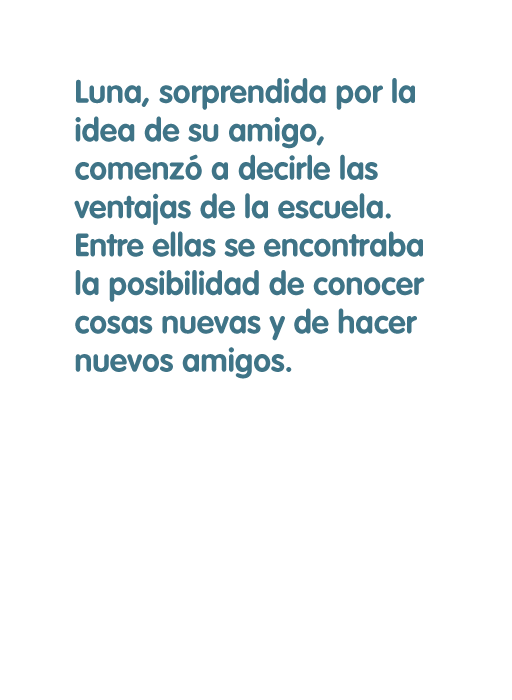 Luna, sorprendida por la
idea de su amigo,
comenzó a decirle las
ventajas de la escuela.
Entre ellas se encontraba
la posibilidad de conocer
cosas nuevas y de hacer
nuevos amigos.